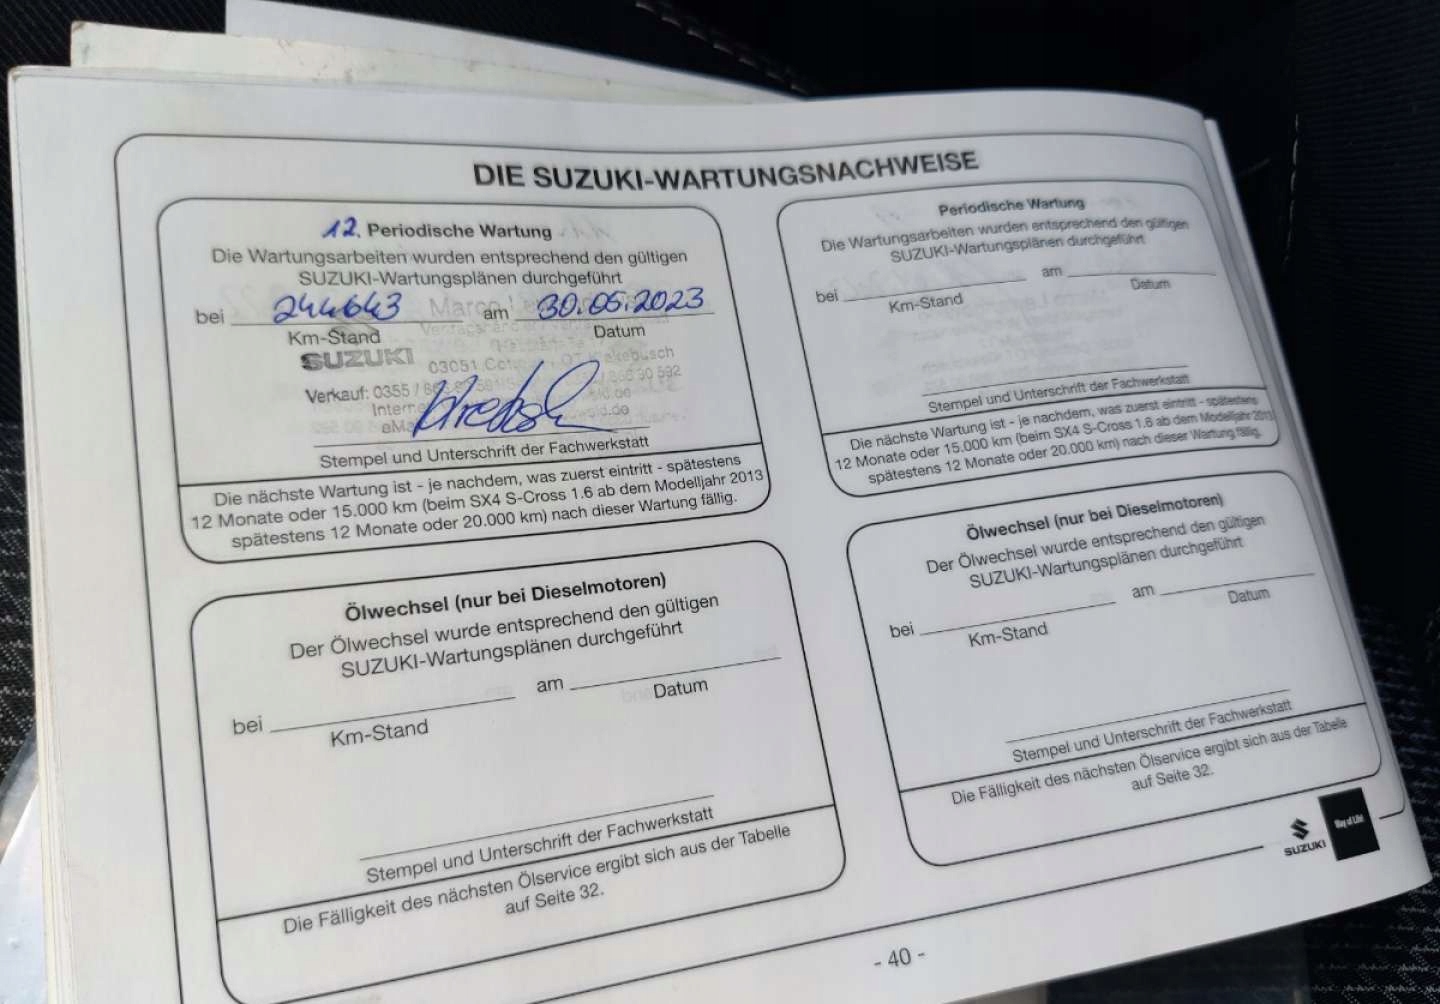 DIE SUZUKI-WARTUNGSNACHWEISE
12. Periodische Wartung
Die Wartungsarbeiten wurden entsprechend den gültigen
SUZUKI-Wartungsplänen durchgeführt
bei 244643 am 30.05.2023
Km-Stand Datum
SUZUKI
03051
Verkauf: 0355 /
Stempel und Unterschrift der Fachwerkstatt
Die nächste Wartung ist - je nachdem, was zuerst eintritt - spätestens
12 Monate oder 15.000 km (beim SX4 S-Cross 1.6 ab dem Modelljahr 2013
spätestens 12 Monate oder 20.000 km) nach dieser Wartung fällig.
Periodische Wartung
Die Wartungsarbeiten wurden entsprechend den gültigen
SUZUKI-Wartungsplänen durchgeführt
bei am
Km-Stand Datum
Stempel und Unterschrift der Fachwerkstatt
Die nächste Wartung ist - je nachdem, was zuerst eintritt - spätestens
12 Monate oder 15.000 km (beim SX4 S-Cross 1.6 ab dem Modelljahr 2013
spätestens 12 Monate oder 20.000 km) nach dieser Wartung fällig.
Ölwechsel (nur bei Dieselmotoren)
Der Ölwechsel wurde entsprechend den gültigen
SUZUKI-Wartungsplänen durchgeführt
bei am
Km-Stand Datum
Stempel und Unterschrift der Fachwerkstatt
Die Fälligkeit des nächsten Ölservice ergibt sich aus der Tabelle
auf Seite 32.
Ölwechsel (nur bei Dieselmotoren)
Der Ölwechsel wurde entsprechend den gültigen
SUZUKI-Wartungsplänen durchgeführt
bei am
Km-Stand Datum
Stempel und Unterschrift der Fachwerkstatt
Die Fälligkeit des nächsten Ölservice ergibt sich aus der Tabelle
auf Seite 32.
SUZUKI
Way of Life!
- 40 -